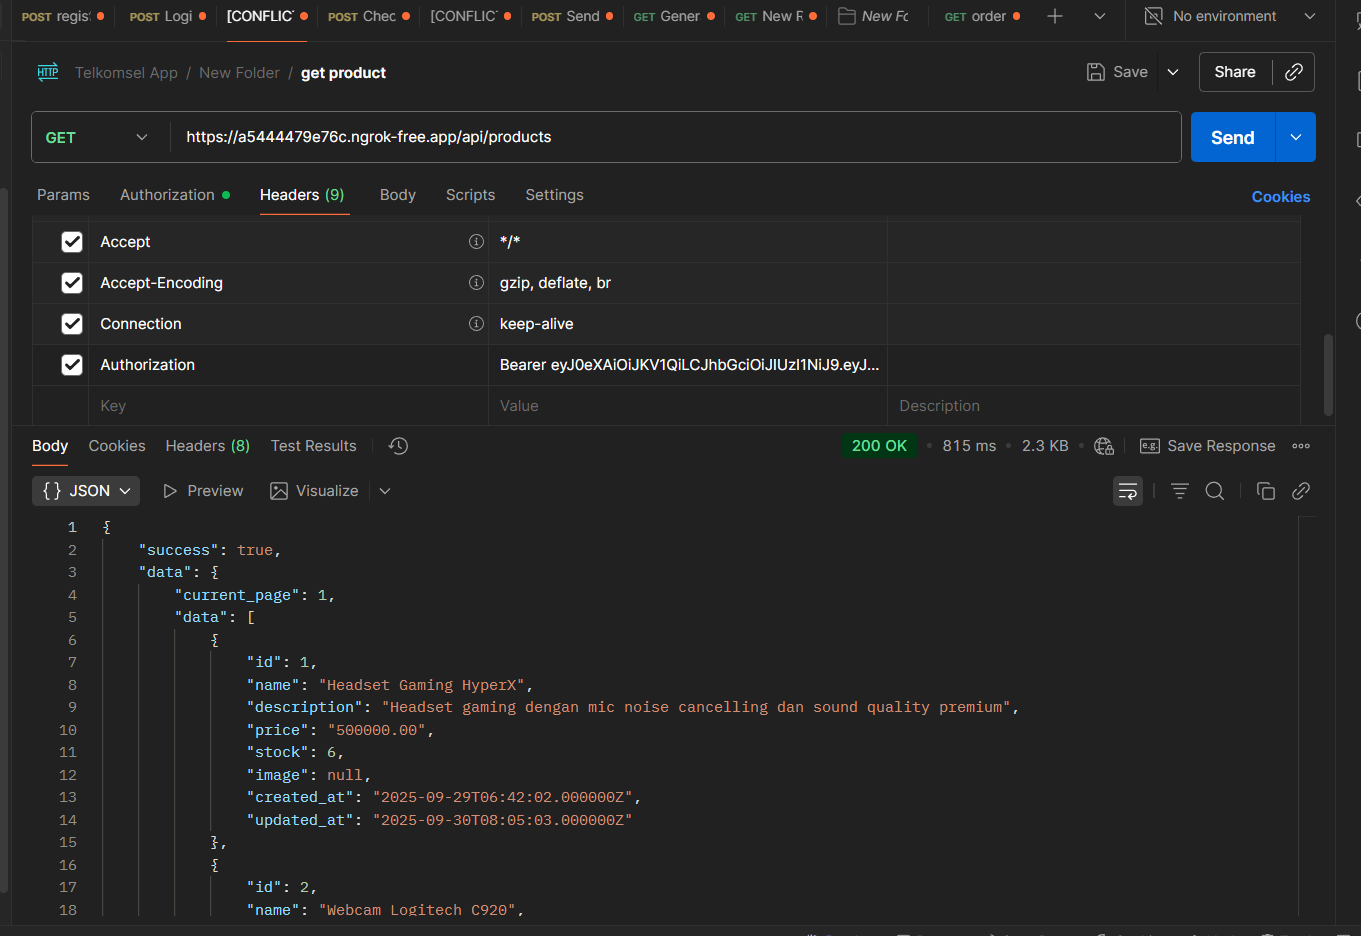 POST regis POST Logi [CONFLIC POST Chec [CONFLIC POST Send GET Gener GET New R New Fo GET order No environment
HTTP Telkomsel App / New Folder / get product Save Share
GET https://a5444479e76c.ngrok-free.app/api/products Send
Params Authorization Headers (9) Body Scripts Settings Cookies
Accept */*
Accept-Encoding gzip, deflate, br
Connection keep-alive
Authorization Bearer eyJ0eXAiOiJKV1QiLCJhbGciOiJIUzI1NiJ9.eyJ...
Key Value Description
Body Cookies Headers (8) Test Results 200 OK • 815 ms • 2.3 KB • e.g. Save Response
{} JSON Preview Visualize
1 {
2 "success": true,
3 "data": {
4 "current_page": 1,
5 "data": [
6 {
7 "id": 1,
8 "name": "Headset Gaming HyperX",
9 "description": "Headset gaming dengan mic noise cancelling dan sound quality premium",
10 "price": "500000.00",
11 "stock": 6,
12 "image": null,
13 "created_at": "2025-09-29T06:42:02.000000Z",
14 "updated_at": "2025-09-30T08:05:03.000000Z"
15 },
16 {
17 "id": 2,
18 "name": "Webcam Logitech C920",